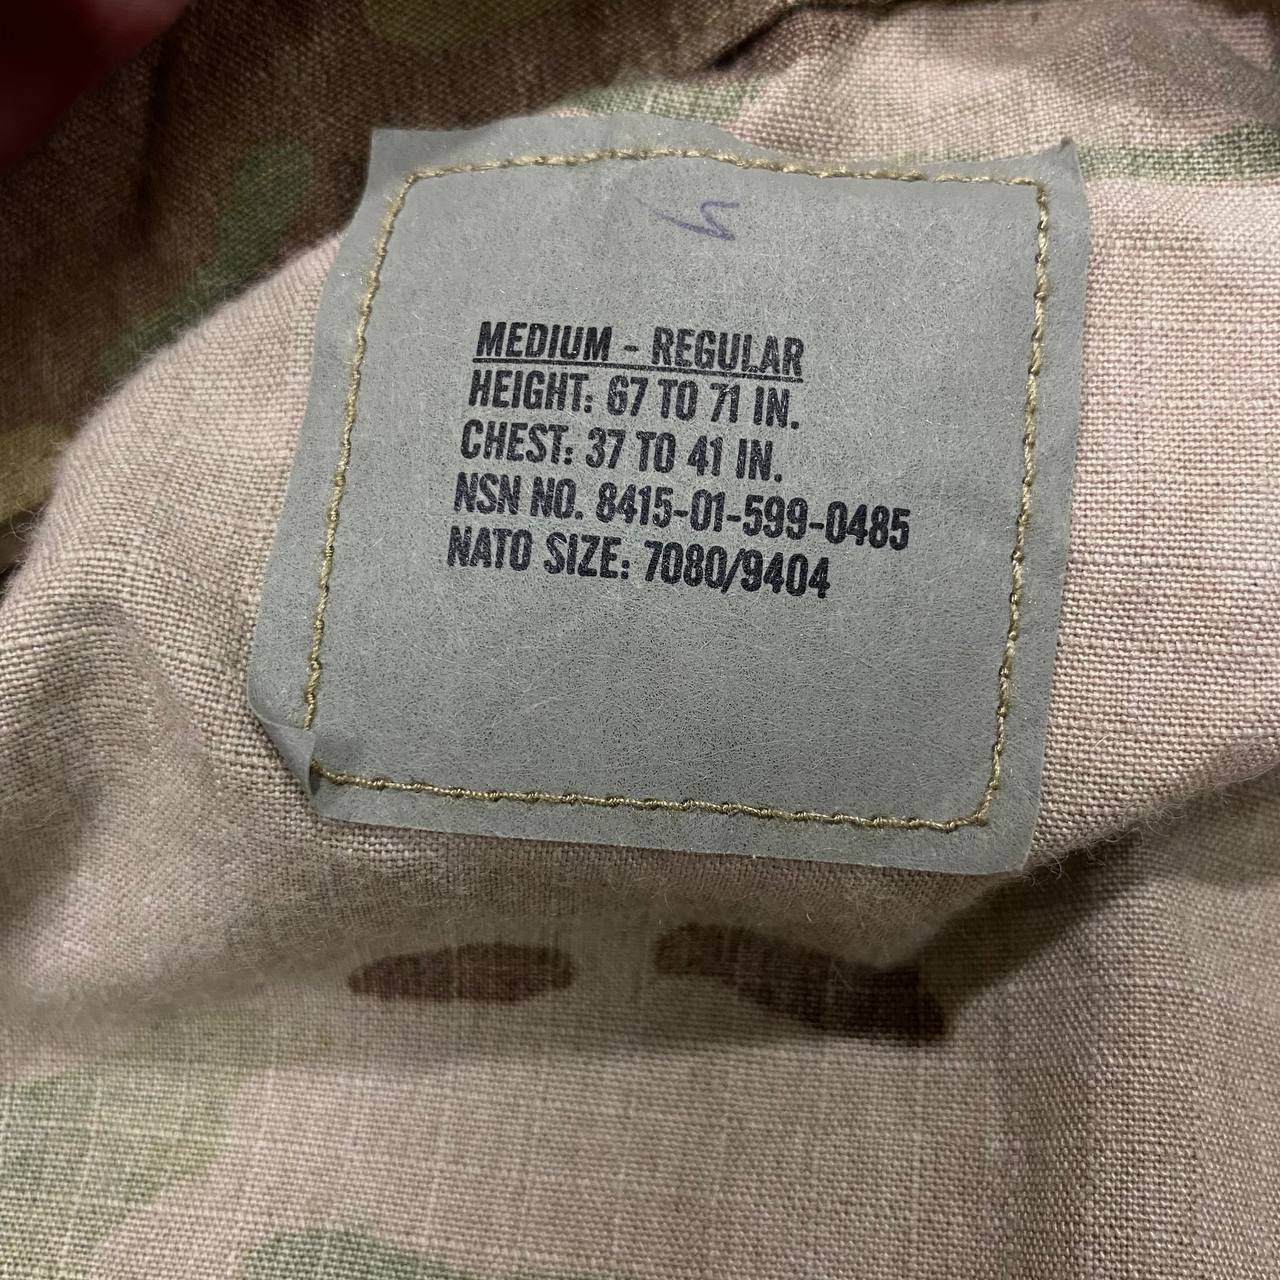 MEDIUM - REGULAR
HEIGHT: 67 TO 71 IN.
CHEST: 37 TO 41 IN.
NSN NO. 8415-01-599-0485
NATO SIZE: 7080/9404